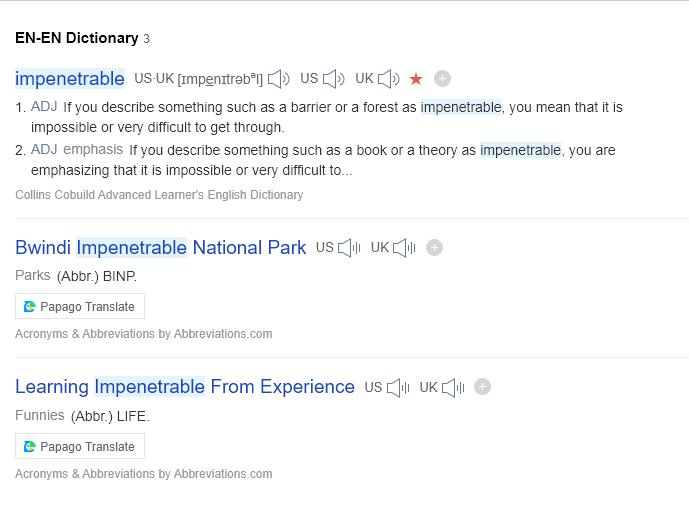 EN-EN Dictionary 3
impenetrable US·UK [ɪmpenɪtrəbᵊl] US UK
1. ADJ If you describe something such as a barrier or a forest as impenetrable, you mean that it is
impossible or very difficult to get through.
2. ADJ emphasis If you describe something such as a book or a theory as impenetrable, you are
emphasizing that it is impossible or very difficult to...
Collins Cobuild Advanced Learner's English Dictionary
Bwindi Impenetrable National Park US UK
Parks (Abbr.) BINP.
Papago Translate
Acronyms & Abbreviations by Abbreviations.com
Learning Impenetrable From Experience US UK
Funnies (Abbr.) LIFE.
Papago Translate
Acronyms & Abbreviations by Abbreviations.com